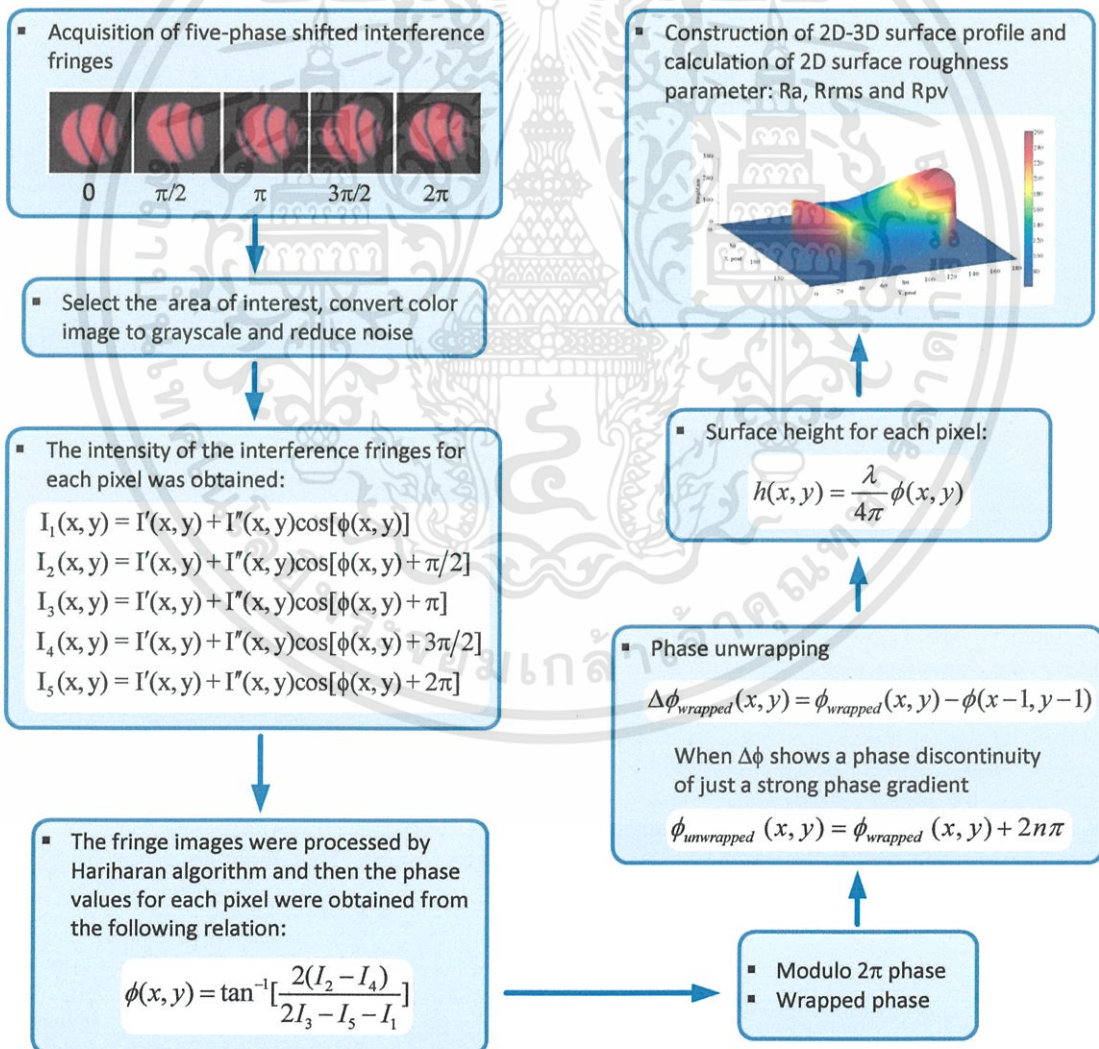 ▪ Acquisition of five-phase shifted interference
fringes
0 π/2 π 3π/2 2π
▪ Select the area of interest, convert color
image to grayscale and reduce noise
▪ The intensity of the interference fringes for
each pixel was obtained:
I₁(x, y) = I′(x, y) + I″(x, y)cos[ϕ(x, y)]
I₂(x, y) = I′(x, y) + I″(x, y)cos[ϕ(x, y) + π/2]
I₃(x, y) = I′(x, y) + I″(x, y)cos[ϕ(x, y) + π]
I₄(x, y) = I′(x, y) + I″(x, y)cos[ϕ(x, y) + 3π/2]
I₅(x, y) = I′(x, y) + I″(x, y)cos[ϕ(x, y) + 2π]
▪ The fringe images were processed by
Hariharan algorithm and then the phase
values for each pixel were obtained from
the following relation:
ϕ(x, y) = tan⁻¹[2(I₂ − I₄) / 2I₃ − I₅ − I₁]
▪ Modulo 2π phase
▪ Wrapped phase
▪ Phase unwrapping
Δϕwrapped(x, y) = ϕwrapped(x, y) − ϕ(x−1, y−1)
When Δϕ shows a phase discontinuity
of just a strong phase gradient
ϕunwrapped (x, y) = ϕwrapped (x, y) + 2nπ
▪ Surface height for each pixel:
h(x, y) = λ/4π ϕ(x, y)
▪ Construction of 2D-3D surface profile and
calculation of 2D surface roughness
parameter: Ra, Rrms and Rpv